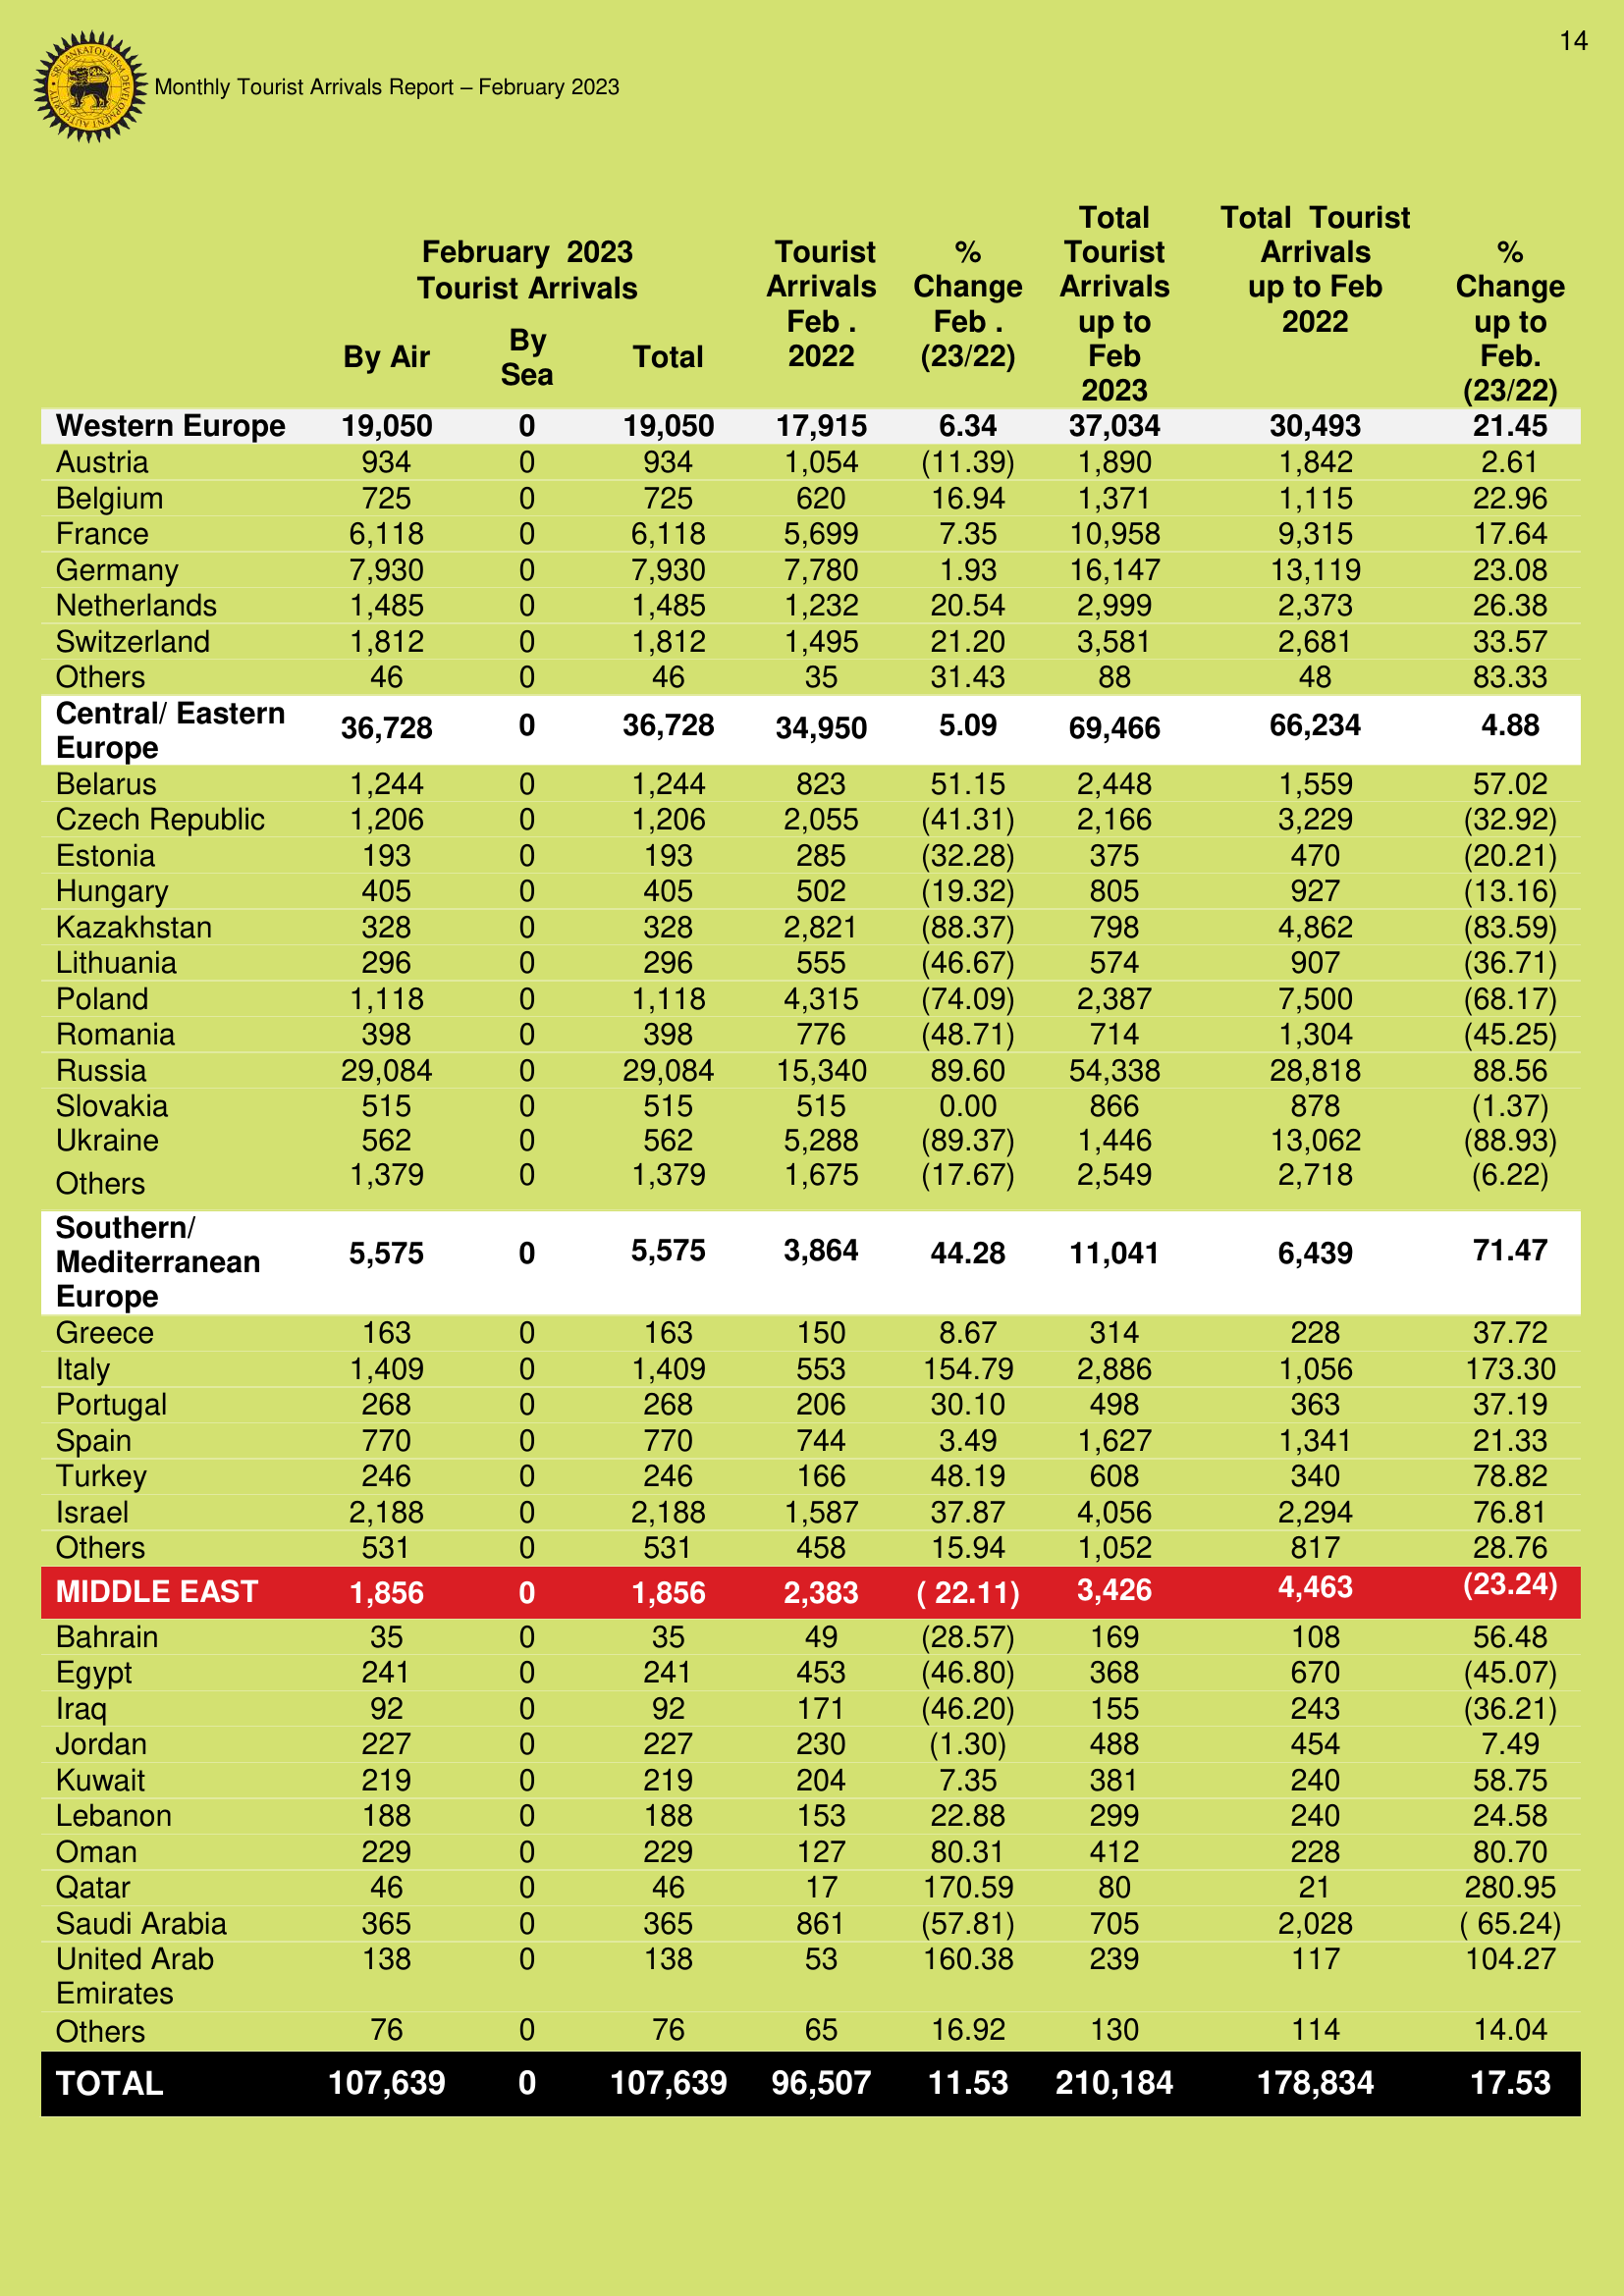 14
SRI LANKA TOURISM DEVELOPMENT AUTHORITY
Monthly Tourist Arrivals Report – February 2023
February 2023 Tourist Arrivals
By Air
By Sea
Total
Tourist Arrivals Feb . 2022
% Change Feb . (23/22)
Total Tourist Arrivals up to Feb 2023
Total Tourist Arrivals up to Feb 2022
% Change up to Feb. (23/22)
Western Europe 19,050 0 19,050 17,915 6.34 37,034 30,493 21.45
Austria 934 0 934 1,054 (11.39) 1,890 1,842 2.61
Belgium 725 0 725 620 16.94 1,371 1,115 22.96
France 6,118 0 6,118 5,699 7.35 10,958 9,315 17.64
Germany 7,930 0 7,930 7,780 1.93 16,147 13,119 23.08
Netherlands 1,485 0 1,485 1,232 20.54 2,999 2,373 26.38
Switzerland 1,812 0 1,812 1,495 21.20 3,581 2,681 33.57
Others 46 0 46 35 31.43 88 48 83.33
Central/ Eastern Europe 36,728 0 36,728 34,950 5.09 69,466 66,234 4.88
Belarus 1,244 0 1,244 823 51.15 2,448 1,559 57.02
Czech Republic 1,206 0 1,206 2,055 (41.31) 2,166 3,229 (32.92)
Estonia 193 0 193 285 (32.28) 375 470 (20.21)
Hungary 405 0 405 502 (19.32) 805 927 (13.16)
Kazakhstan 328 0 328 2,821 (88.37) 798 4,862 (83.59)
Lithuania 296 0 296 555 (46.67) 574 907 (36.71)
Poland 1,118 0 1,118 4,315 (74.09) 2,387 7,500 (68.17)
Romania 398 0 398 776 (48.71) 714 1,304 (45.25)
Russia 29,084 0 29,084 15,340 89.60 54,338 28,818 88.56
Slovakia 515 0 515 515 0.00 866 878 (1.37)
Ukraine 562 0 562 5,288 (89.37) 1,446 13,062 (88.93)
Others 1,379 0 1,379 1,675 (17.67) 2,549 2,718 (6.22)
Southern/ Mediterranean Europe 5,575 0 5,575 3,864 44.28 11,041 6,439 71.47
Greece 163 0 163 150 8.67 314 228 37.72
Italy 1,409 0 1,409 553 154.79 2,886 1,056 173.30
Portugal 268 0 268 206 30.10 498 363 37.19
Spain 770 0 770 744 3.49 1,627 1,341 21.33
Turkey 246 0 246 166 48.19 608 340 78.82
Israel 2,188 0 2,188 1,587 37.87 4,056 2,294 76.81
Others 531 0 531 458 15.94 1,052 817 28.76
MIDDLE EAST 1,856 0 1,856 2,383 ( 22.11) 3,426 4,463 (23.24)
Bahrain 35 0 35 49 (28.57) 169 108 56.48
Egypt 241 0 241 453 (46.80) 368 670 (45.07)
Iraq 92 0 92 171 (46.20) 155 243 (36.21)
Jordan 227 0 227 230 (1.30) 488 454 7.49
Kuwait 219 0 219 204 7.35 381 240 58.75
Lebanon 188 0 188 153 22.88 299 240 24.58
Oman 229 0 229 127 80.31 412 228 80.70
Qatar 46 0 46 17 170.59 80 21 280.95
Saudi Arabia 365 0 365 861 (57.81) 705 2,028 ( 65.24)
United Arab Emirates 138 0 138 53 160.38 239 117 104.27
Others 76 0 76 65 16.92 130 114 14.04
TOTAL 107,639 0 107,639 96,507 11.53 210,184 178,834 17.53